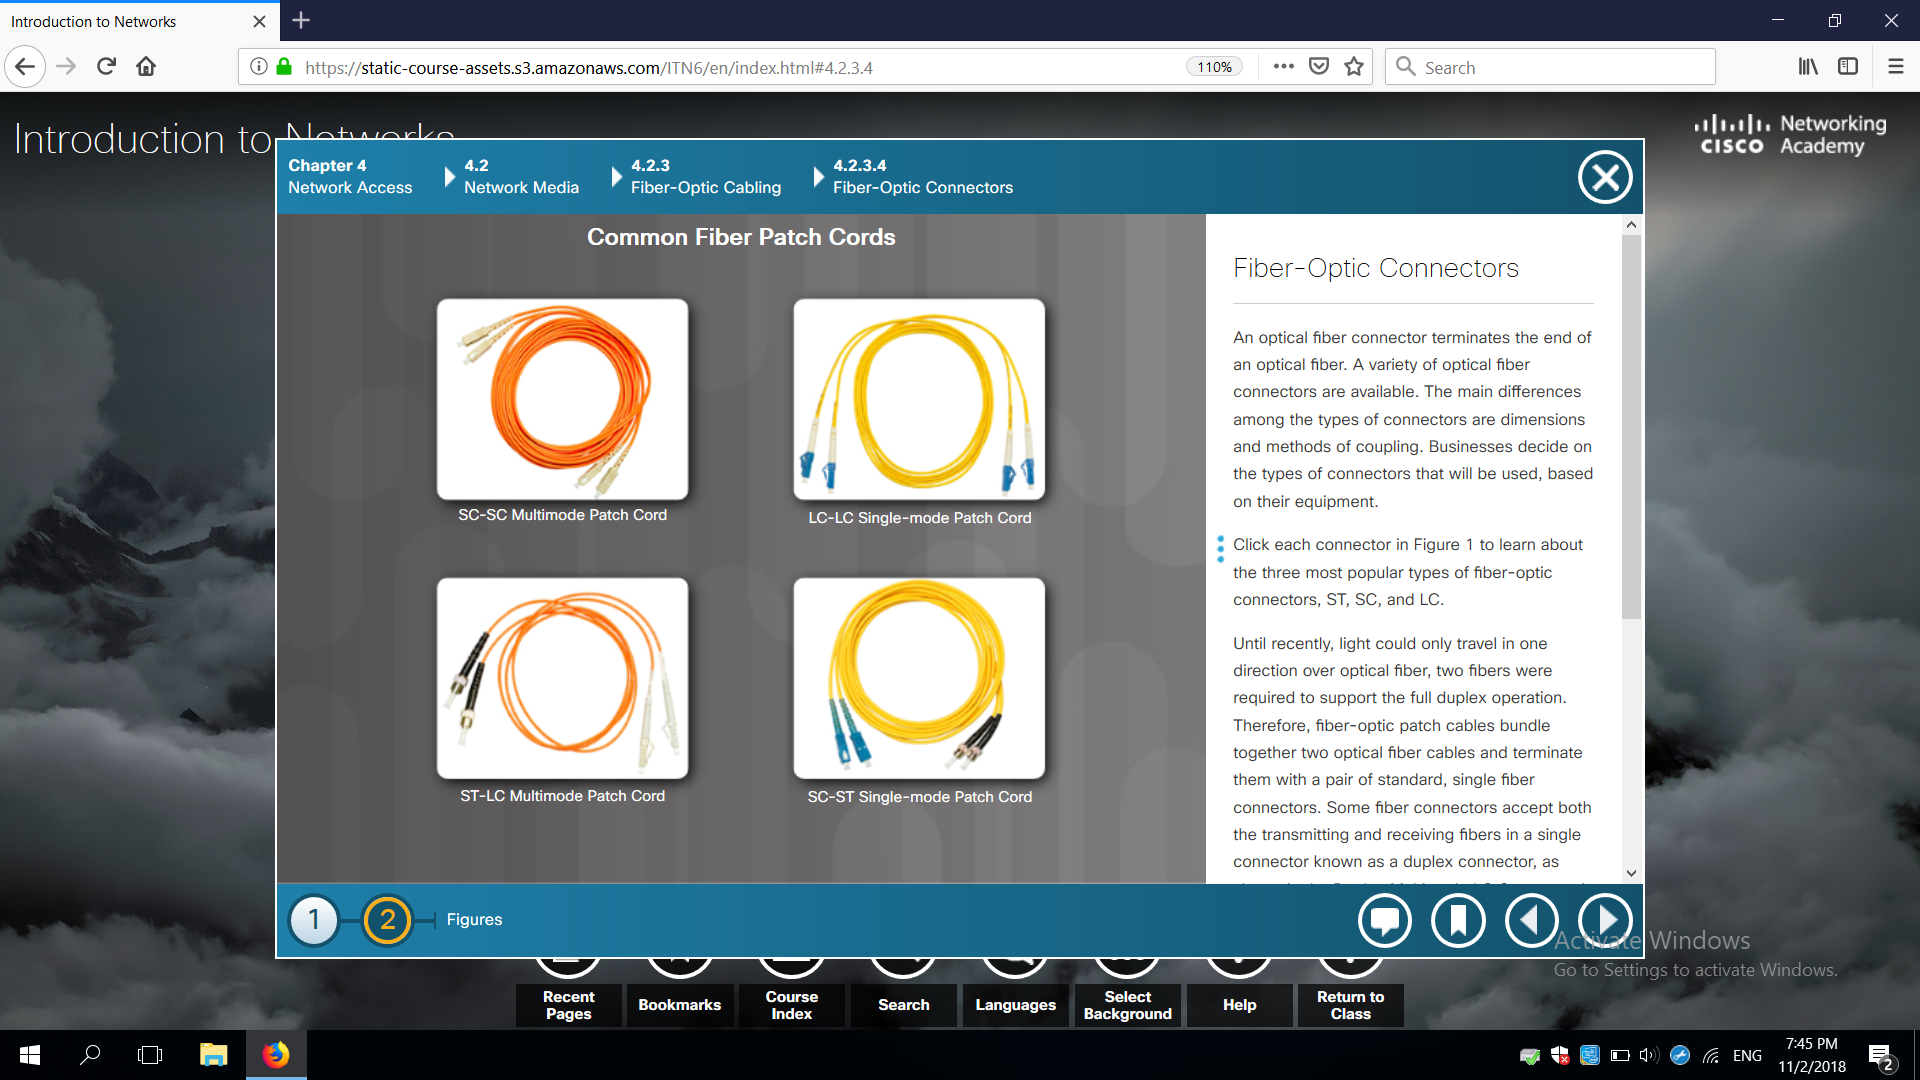 Introduction to Networks
https://static-course-assets.s3.amazonaws.com/ITN6/en/index.html#4.2.3.4
110%
Search
Introduction to Networks
Networking
CISCO Academy
Chapter 4
Network Access
4.2
Network Media
4.2.3
Fiber-Optic Cabling
4.2.3.4
Fiber-Optic Connectors
Common Fiber Patch Cords
SC-SC Multimode Patch Cord
LC-LC Single-mode Patch Cord
ST-LC Multimode Patch Cord
SC-ST Single-mode Patch Cord
Fiber-Optic Connectors
An optical fiber connector terminates the end of
an optical fiber. A variety of optical fiber
connectors are available. The main differences
among the types of connectors are dimensions
and methods of coupling. Businesses decide on
the types of connectors that will be used, based
on their equipment.
Click each connector in Figure 1 to learn about
the three most popular types of fiber-optic
connectors, ST, SC, and LC.
Until recently, light could only travel in one
direction over optical fiber, two fibers were
required to support the full duplex operation.
Therefore, fiber-optic patch cables bundle
together two optical fiber cables and terminate
them with a pair of standard, single fiber
connectors. Some fiber connectors accept both
the transmitting and receiving fibers in a single
connector known as a duplex connector, as
1
2
Figures
Activate Windows
Go to Settings to activate Windows.
Recent
Pages
Bookmarks
Course
Index
Search
Languages
Select
Background
Help
Return to
Class
ENG
7:45 PM
11/2/2018
2